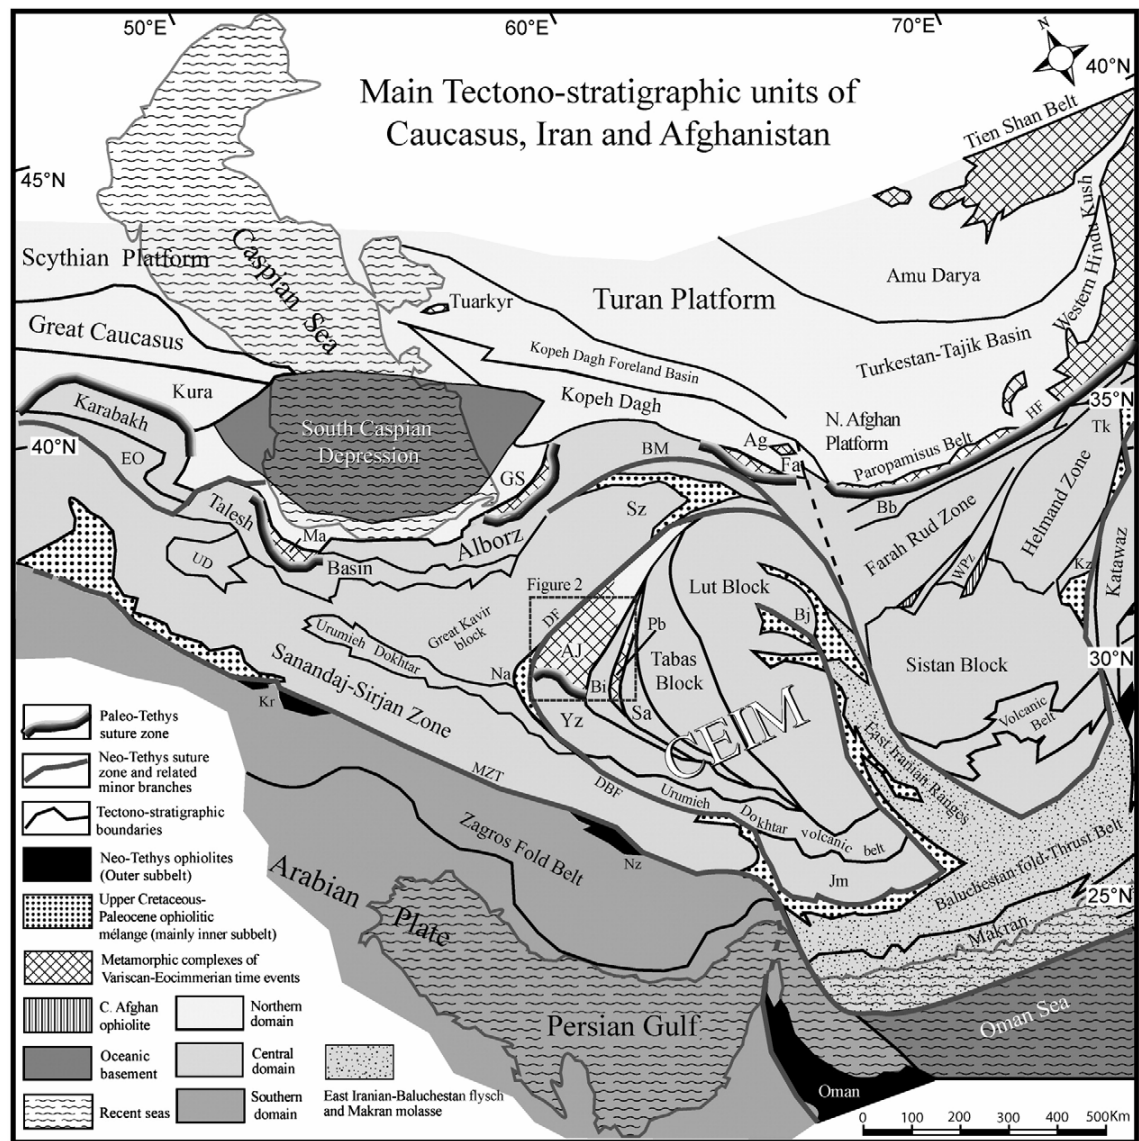 50°E
60°E
70°E
N
40°N
Main Tectono-stratigraphic units of
Caucasus, Iran and Afghanistan
Tien Shan Belt
45°N
Western Hindu Kush
Scythian Platform
Caspian Sea
Amu Darya
Tuarkyr
Turan Platform
Great Caucasus
Turkestan-Tajik Basin
Kopeh Dagh Foreland Basin
Kura
Kopeh Dagh
35°N
Karabakh
HF
N. Afghan
Platform
Tk
South Caspian
Depression
40°N
EO
BM
Ag
Fa
Paropamisus Belt
GS
Bb
Talesh
Sz
Farah Rud Zone
Helmand Zone
Ma
Alborz
UD
Basin
WPz
Kz
Katawaz
Figure 2
Lut Block
DF
Bj
Great Kavir
block
Urumieh Dokhtar
Pb
AJ
Sanandaj-Sirjan Zone
Tabas
Block
Sistan Block
30°N
Na
Bi
Kr
Sa
Yz
Volcanic
Belt
CEIM
East Iranian Ranges
MZT
DBF
Urumieh Dokhtar volcanic belt
Zagros Fold Belt
Nz
Baluchestan-fold-Thrust Belt
Jm
25°N
Arabian Plate
Makran
Persian Gulf
Oman Sea
Oman
Paleo-Tethys
suture zone
Neo-Tethys suture
zone and related
minor branches
Tectono-stratigraphic
boundaries
Neo-Tethys ophiolites
(Outer subbelt)
Upper Cretaceous-
Paleocene ophiolitic
mélange (mainly inner subbelt)
Metamorphic complexes of
Variscan-Eocimmerian time events
C. Afghan
ophiolite
Northern
domain
Oceanic
basement
Central
domain
Recent seas
Southern
domain
East Iranian-Baluchestan flysch
and Makran molasse
0 100 200 300 400 500Km